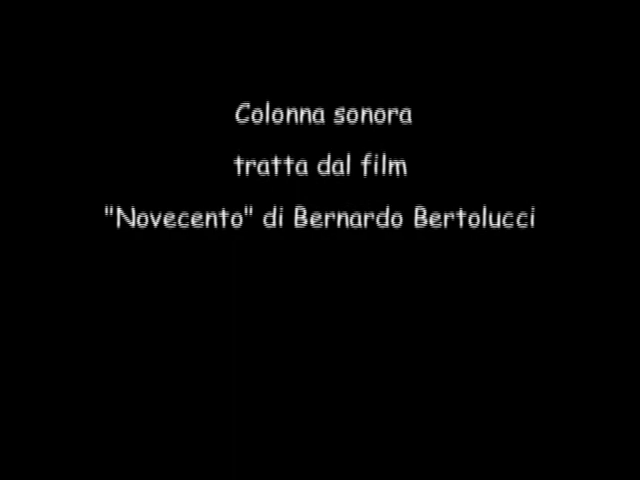 Colonna sonora
tratta dal film
"Novecento" di Bernardo Bertolucci